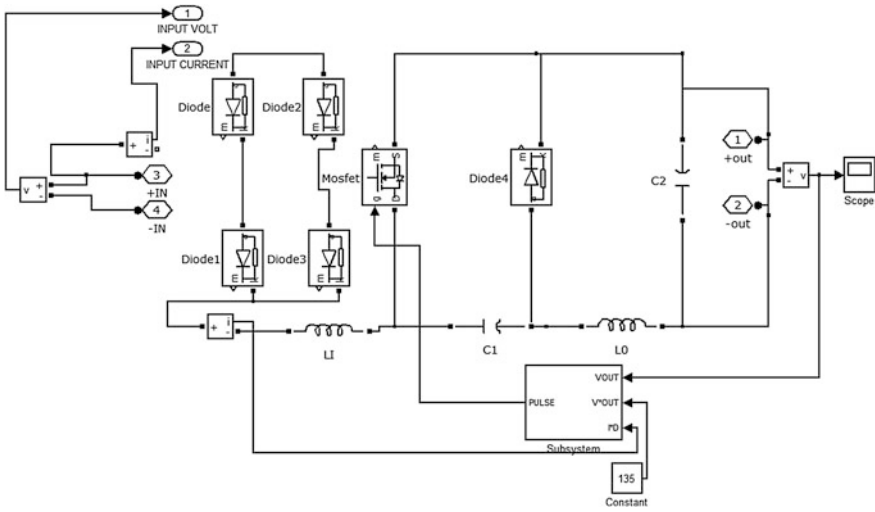 1
INPUT VOLT
2
INPUT CURRENT
Diode
Diode2
m
m
+
i
-
3
+IN
v
+
-
4
-IN
Mosfet
m
S
g
D
Diode4
m
k
a
C2
1
+out
2
-out
+
-
v
Scope
Diode1
Diode3
m
m
+
i
-
LI
C1
L0
VOUT
PULSE
V*OUT
I*D
Subsystem
135
Constant